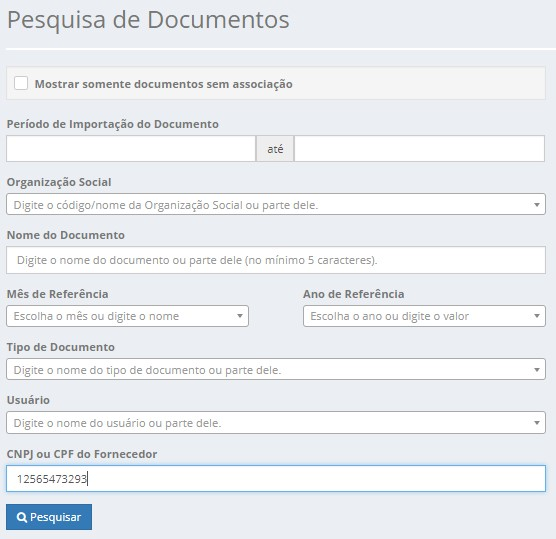 Pesquisa de Documentos
Mostrar somente documentos sem associação
Período de Importação do Documento
até
Organização Social
Digite o código/nome da Organização Social ou parte dele.
Nome do Documento
Digite o nome do documento ou parte dele (no mínimo 5 caracteres).
Mês de Referência Ano de Referência
Escolha o mês ou digite o nome Escolha o ano ou digite o valor
Tipo de Documento
Digite o nome do tipo de documento ou parte dele.
Usuário
Digite o nome do usuário ou parte dele.
CNPJ ou CPF do Fornecedor
12565473293
Pesquisar